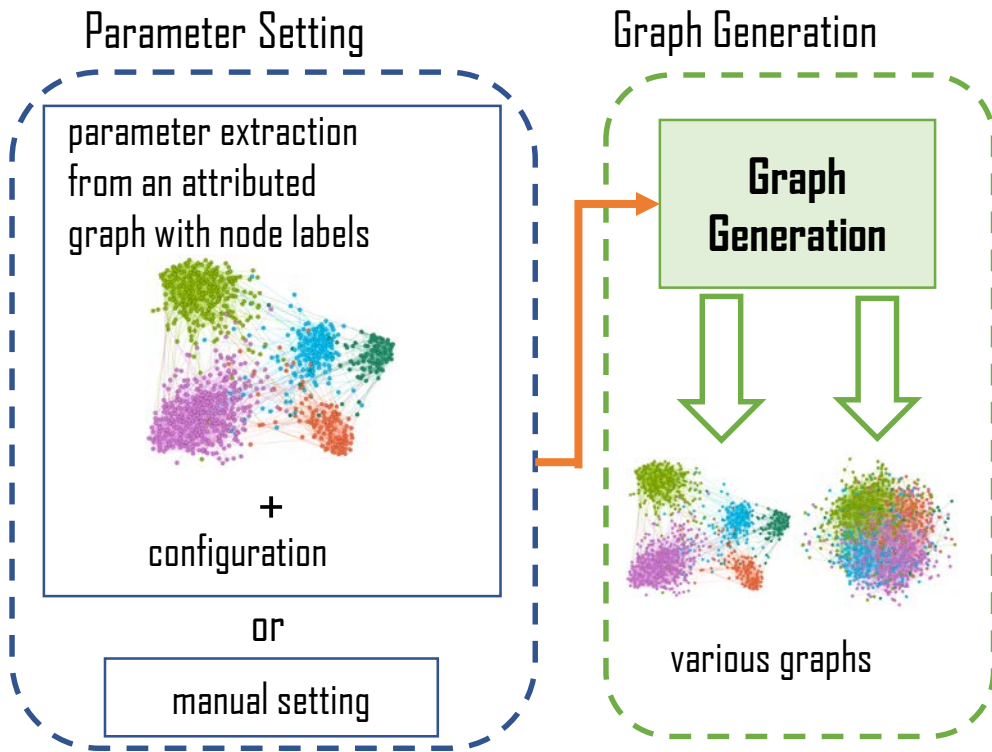 Parameter Setting
parameter extraction
from an attributed
graph with node labels
+
configuration
or
manual setting
Graph Generation
Graph
Generation
various graphs